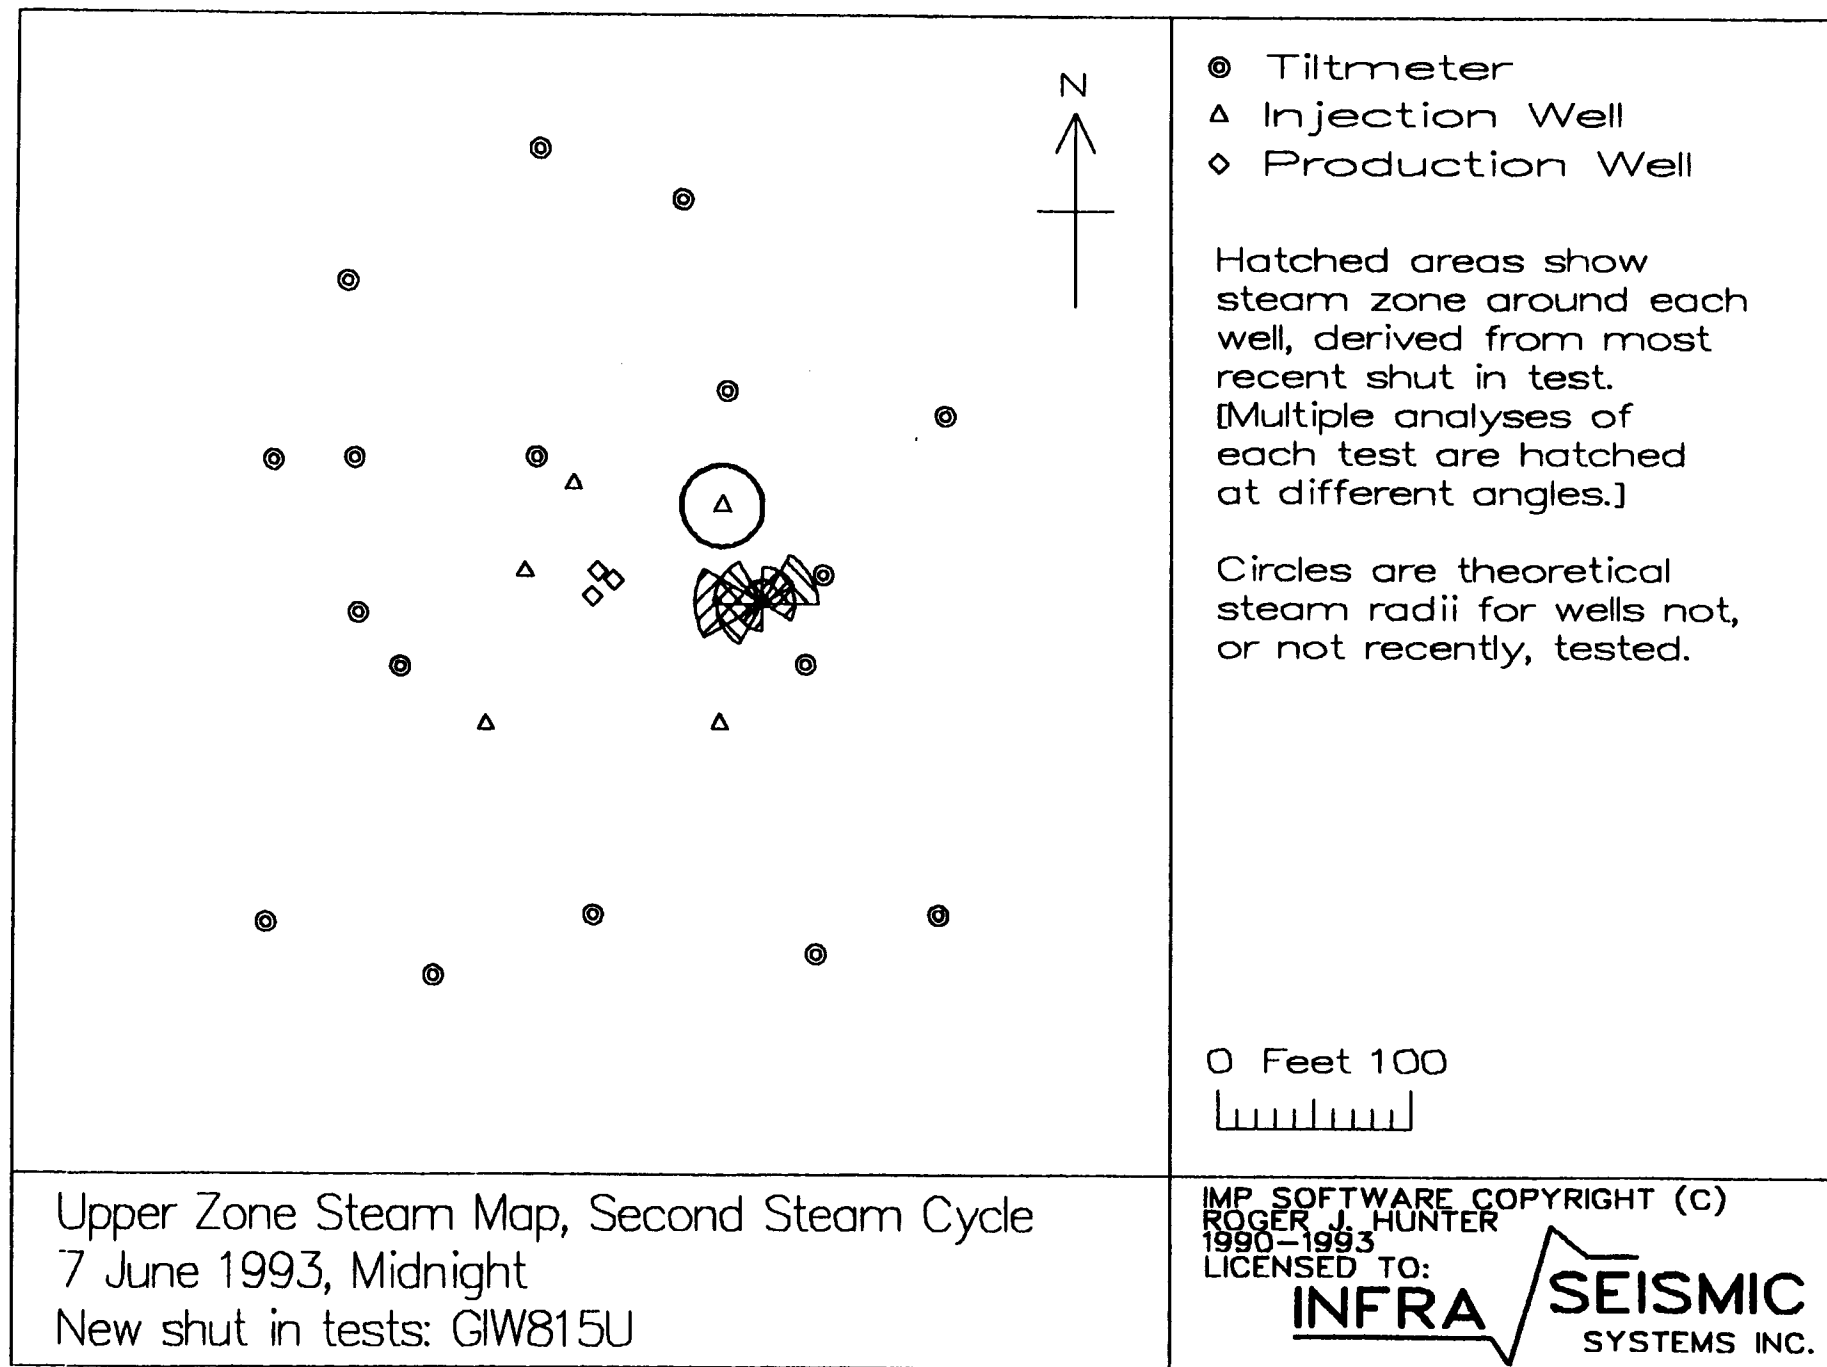 N
Tiltmeter
Injection Well
Production Well
Hatched areas show
steam zone around each
well, derived from most
recent shut in test.
[Multiple analyses of
each test are hatched
at different angles.]
Circles are theoretical
steam radii for wells not,
or not recently, tested.
0 Feet 100
Upper Zone Steam Map, Second Steam Cycle
7 June 1993, Midnight
New shut in tests: GIW815U
IMP SOFTWARE COPYRIGHT (C)
ROGER J. HUNTER
1990-1993
LICENSED TO:
INFRA SEISMIC
SYSTEMS INC.